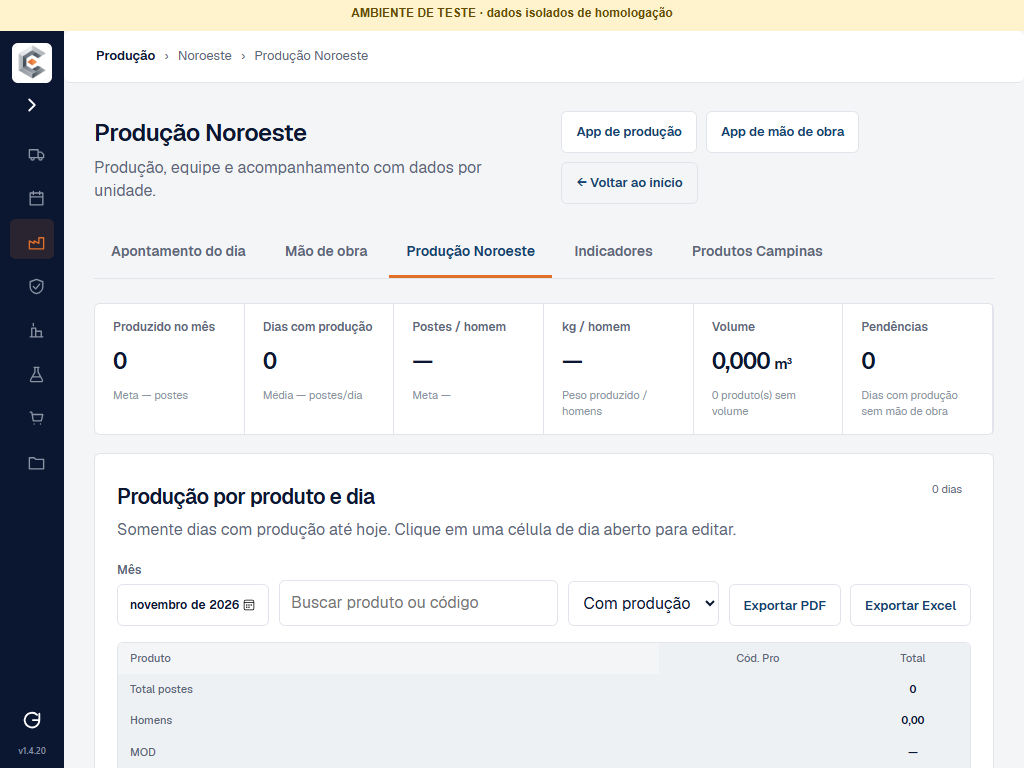 AMBIENTE DE TESTE · dados isolados de homologação
Produção › Noroeste › Produção Noroeste
Produção Noroeste
Produção, equipe e acompanhamento com dados por
unidade.
App de produção
App de mão de obra
← Voltar ao início
Apontamento do dia
Mão de obra
Produção Noroeste
Indicadores
Produtos Campinas
Produzido no mês
0
Meta — postes
Dias com produção
0
Média — postes/dia
Postes / homem
—
Meta —
kg / homem
—
Peso produzido /
homens
Volume
0,000 m³
0 produto(s) sem
volume
Pendências
0
Dias com produção
sem mão de obra
Produção por produto e dia
0 dias
Somente dias com produção até hoje. Clique em uma célula de dia aberto para editar.
Mês
novembro de 2026
Buscar produto ou código
Com produção
Exportar PDF
Exportar Excel
Produto Cód. Pro Total
Total postes 0
Homens 0,00
MOD —
v1.4.20